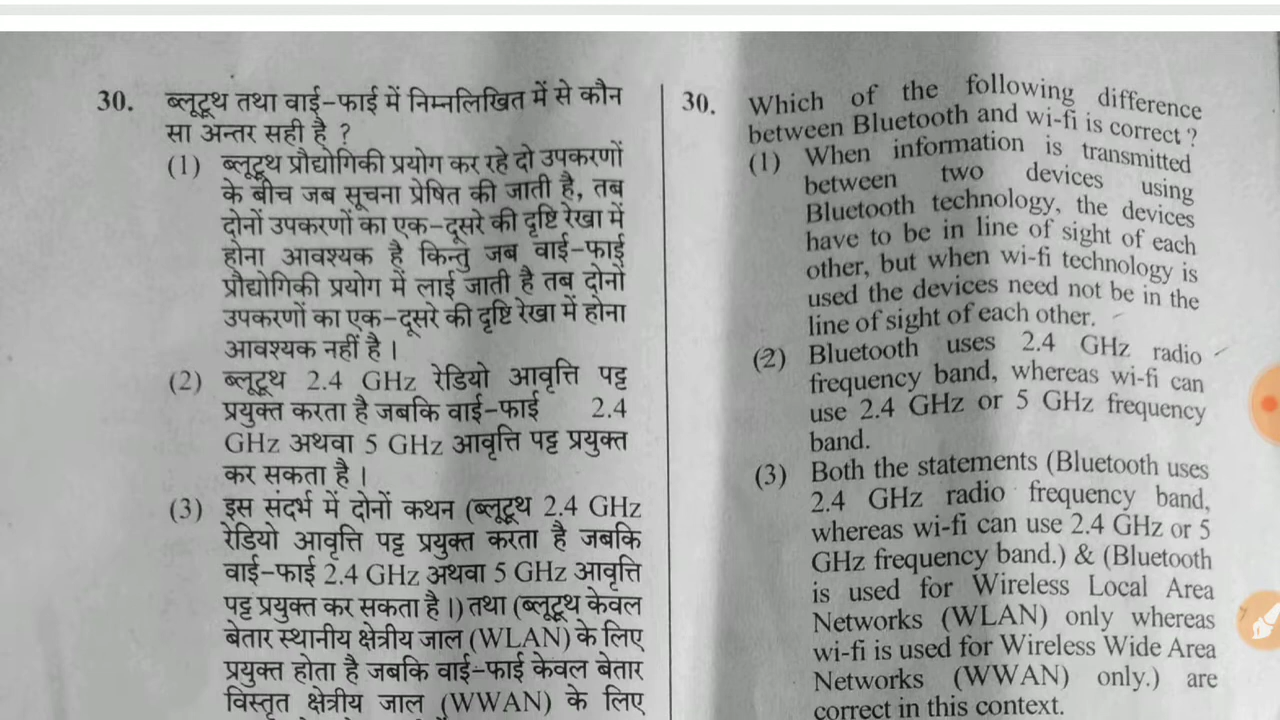 30. ब्लूटूथ तथा वाई-फाई में निम्नलिखित में से कौन
सा अन्तर सही है ?
(1) ब्लूटूथ प्रौद्योगिकी प्रयोग कर रहे दो उपकरणों
के बीच जब सूचना प्रेषित की जाती है, तब
दोनों उपकरणों का एक-दूसरे की दृष्टि रेखा में
होना आवश्यक है किन्तु जब वाई-फाई
प्रौद्योगिकी प्रयोग में लाई जाती है तब दोनों
उपकरणों का एक-दूसरे की दृष्टि रेखा में होना
आवश्यक नहीं है ।
(2) ब्लूटूथ 2.4 GHz रेडियो आवृत्ति पट्ट
प्रयुक्त करता है जबकि वाई-फाई 2.4
GHz अथवा 5 GHz आवृत्ति पट्ट प्रयुक्त
कर सकता है ।
(3) इस संदर्भ में दोनों कथन (ब्लूटूथ 2.4 GHz
रेडियो आवृत्ति पट्ट प्रयुक्त करता है जबकि
वाई-फाई 2.4 GHz अथवा 5 GHz आवृत्ति
पट्ट प्रयुक्त कर सकता है ।) तथा (ब्लूटूथ केवल
बेतार स्थानीय क्षेत्रीय जाल (WLAN) के लिए
प्रयुक्त होता है जबकि वाई-फाई केवल बेतार
विस्तृत क्षेत्रीय जाल (WWAN) के लिए
30. Which of the following difference
between Bluetooth and wi-fi is correct ?
(1) When information is transmitted
between two devices using
Bluetooth technology, the devices
have to be in line of sight of each
other, but when wi-fi technology is
used the devices need not be in the
line of sight of each other.
(2) Bluetooth uses 2.4 GHz radio
frequency band, whereas wi-fi can
use 2.4 GHz or 5 GHz frequency
band.
(3) Both the statements (Bluetooth uses
2.4 GHz radio frequency band,
whereas wi-fi can use 2.4 GHz or 5
GHz frequency band.) & (Bluetooth
is used for Wireless Local Area
Networks (WLAN) only whereas
wi-fi is used for Wireless Wide Area
Networks (WWAN) only.) are
correct in this context.